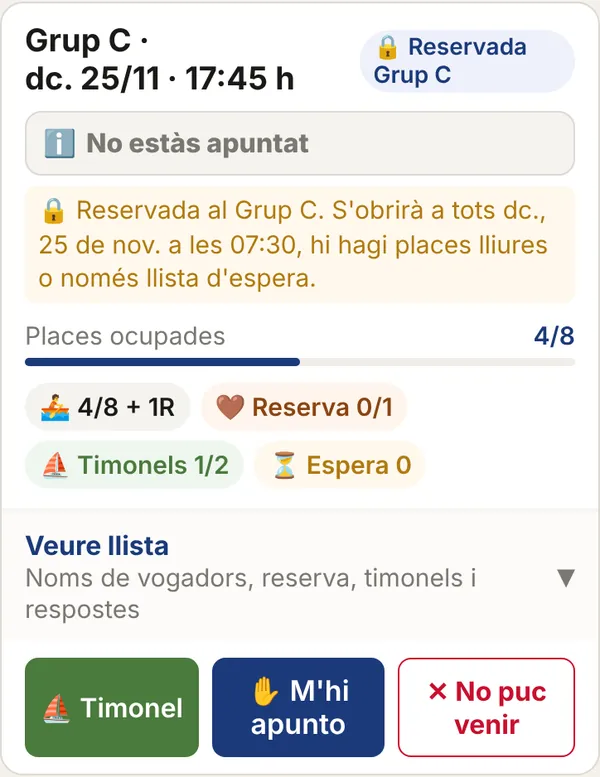 Grup C ·
dc. 25/11 · 17:45 h
🔒 Reservada
Grup C
ℹ️ No estàs apuntat
🔒 Reservada al Grup C. S'obrirà a tots dc.,
25 de nov. a les 07:30, hi hagi places lliures
o només llista d'espera.
Places ocupades 4/8
🚣 4/8 + 1R 🤎 Reserva 0/1
⛵ Timonels 1/2 ⏳ Espera 0
Veure llista
Noms de vogadors, reserva, timonels i
respostes ▼
⛵ Timonel
✋ M'hi
apunto
✕ No puc
venir